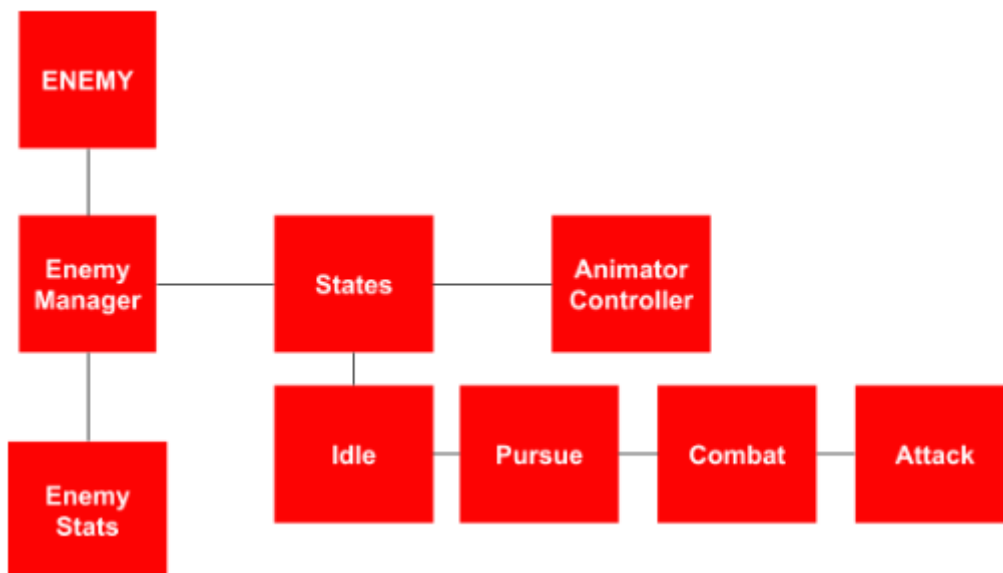 ENEMY
Enemy
Manager
States
Animator
Controller
Idle
Pursue
Combat
Attack
Enemy
Stats